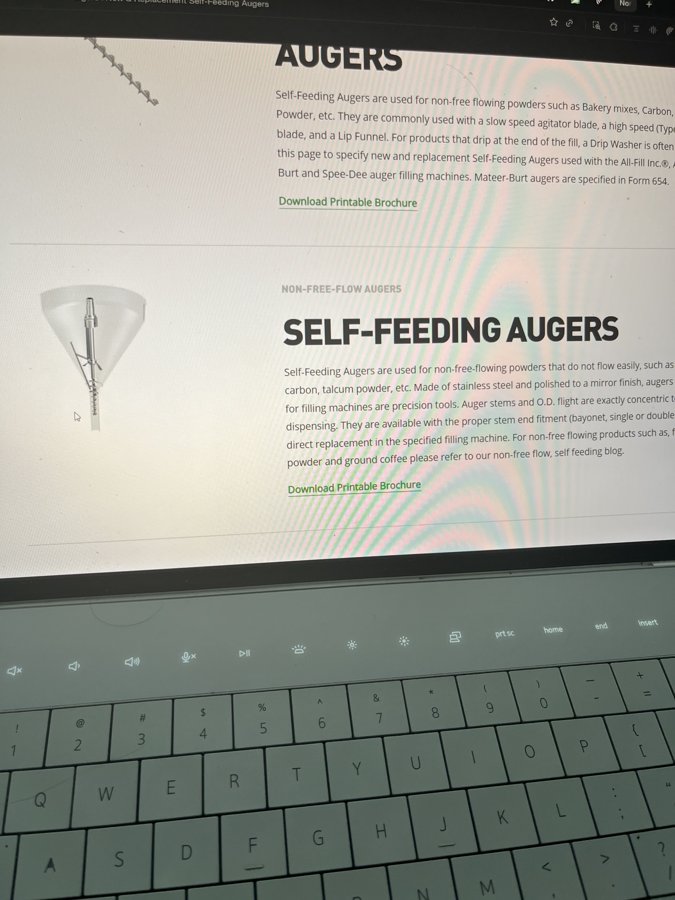 Replacement Self-Feeding Augers
No
AUGERS
Self-Feeding Augers are used for non-free flowing powders such as Bakery mixes, Carbon,
Powder, etc. They are commonly used with a slow speed agitator blade, a high speed (Type
blade, and a Lip Funnel. For products that drip at the end of the fill, a Drip Washer is often
this page to specify new and replacement Self-Feeding Augers used with the All-Fill Inc.®,
Burt and Spee-Dee auger filling machines. Mateer-Burt augers are specified in Form 654.
Download Printable Brochure
NON-FREE-FLOW AUGERS
SELF-FEEDING AUGERS
Self-Feeding Augers are used for non-free-flowing powders that do not flow easily, such as
carbon, talcum powder, etc. Made of stainless steel and polished to a mirror finish, augers
for filling machines are precision tools. Auger stems and O.D. flight are exactly concentric
dispensing. They are available with the proper stem end fitment (bayonet, single or double
direct replacement in the specified filling machine. For non-free flowing products such as,
powder and ground coffee please refer to our non-free flow, self feeding blog.
Download Printable Brochure
prt sc home end insert
! @ # $ % ^ & * ( ) _ +
1 2 3 4 5 6 7 8 9 0 - =
Q W E R T Y U I O P { [
A S D F G H J K L : ;
N M < , > . ? /